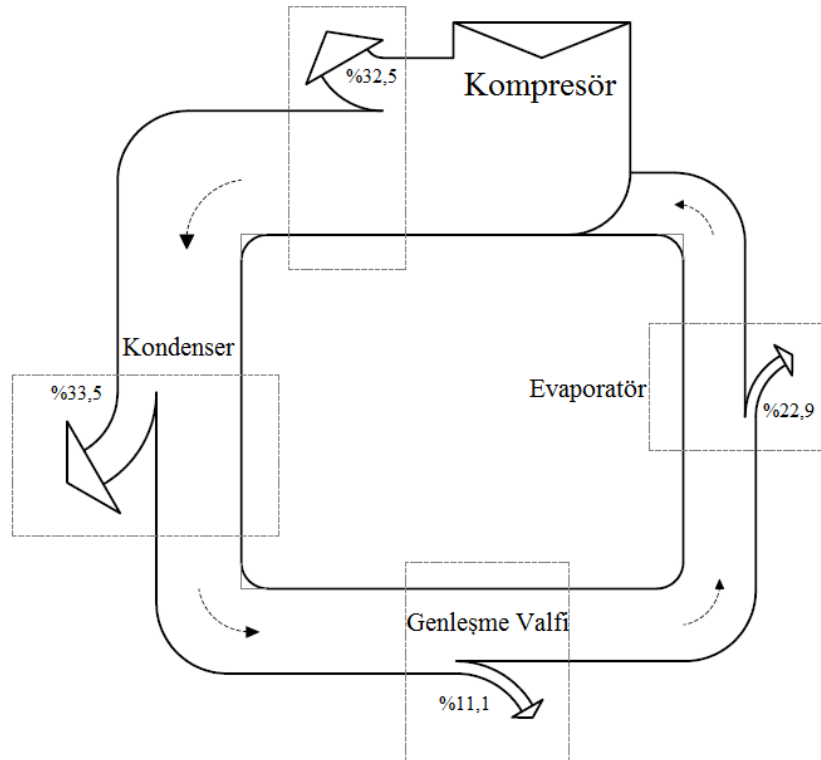 %32,5
Kompresör
Kondenser
%33,5
Evaporatör
%22,9
Genleşme Valfi
%11,1